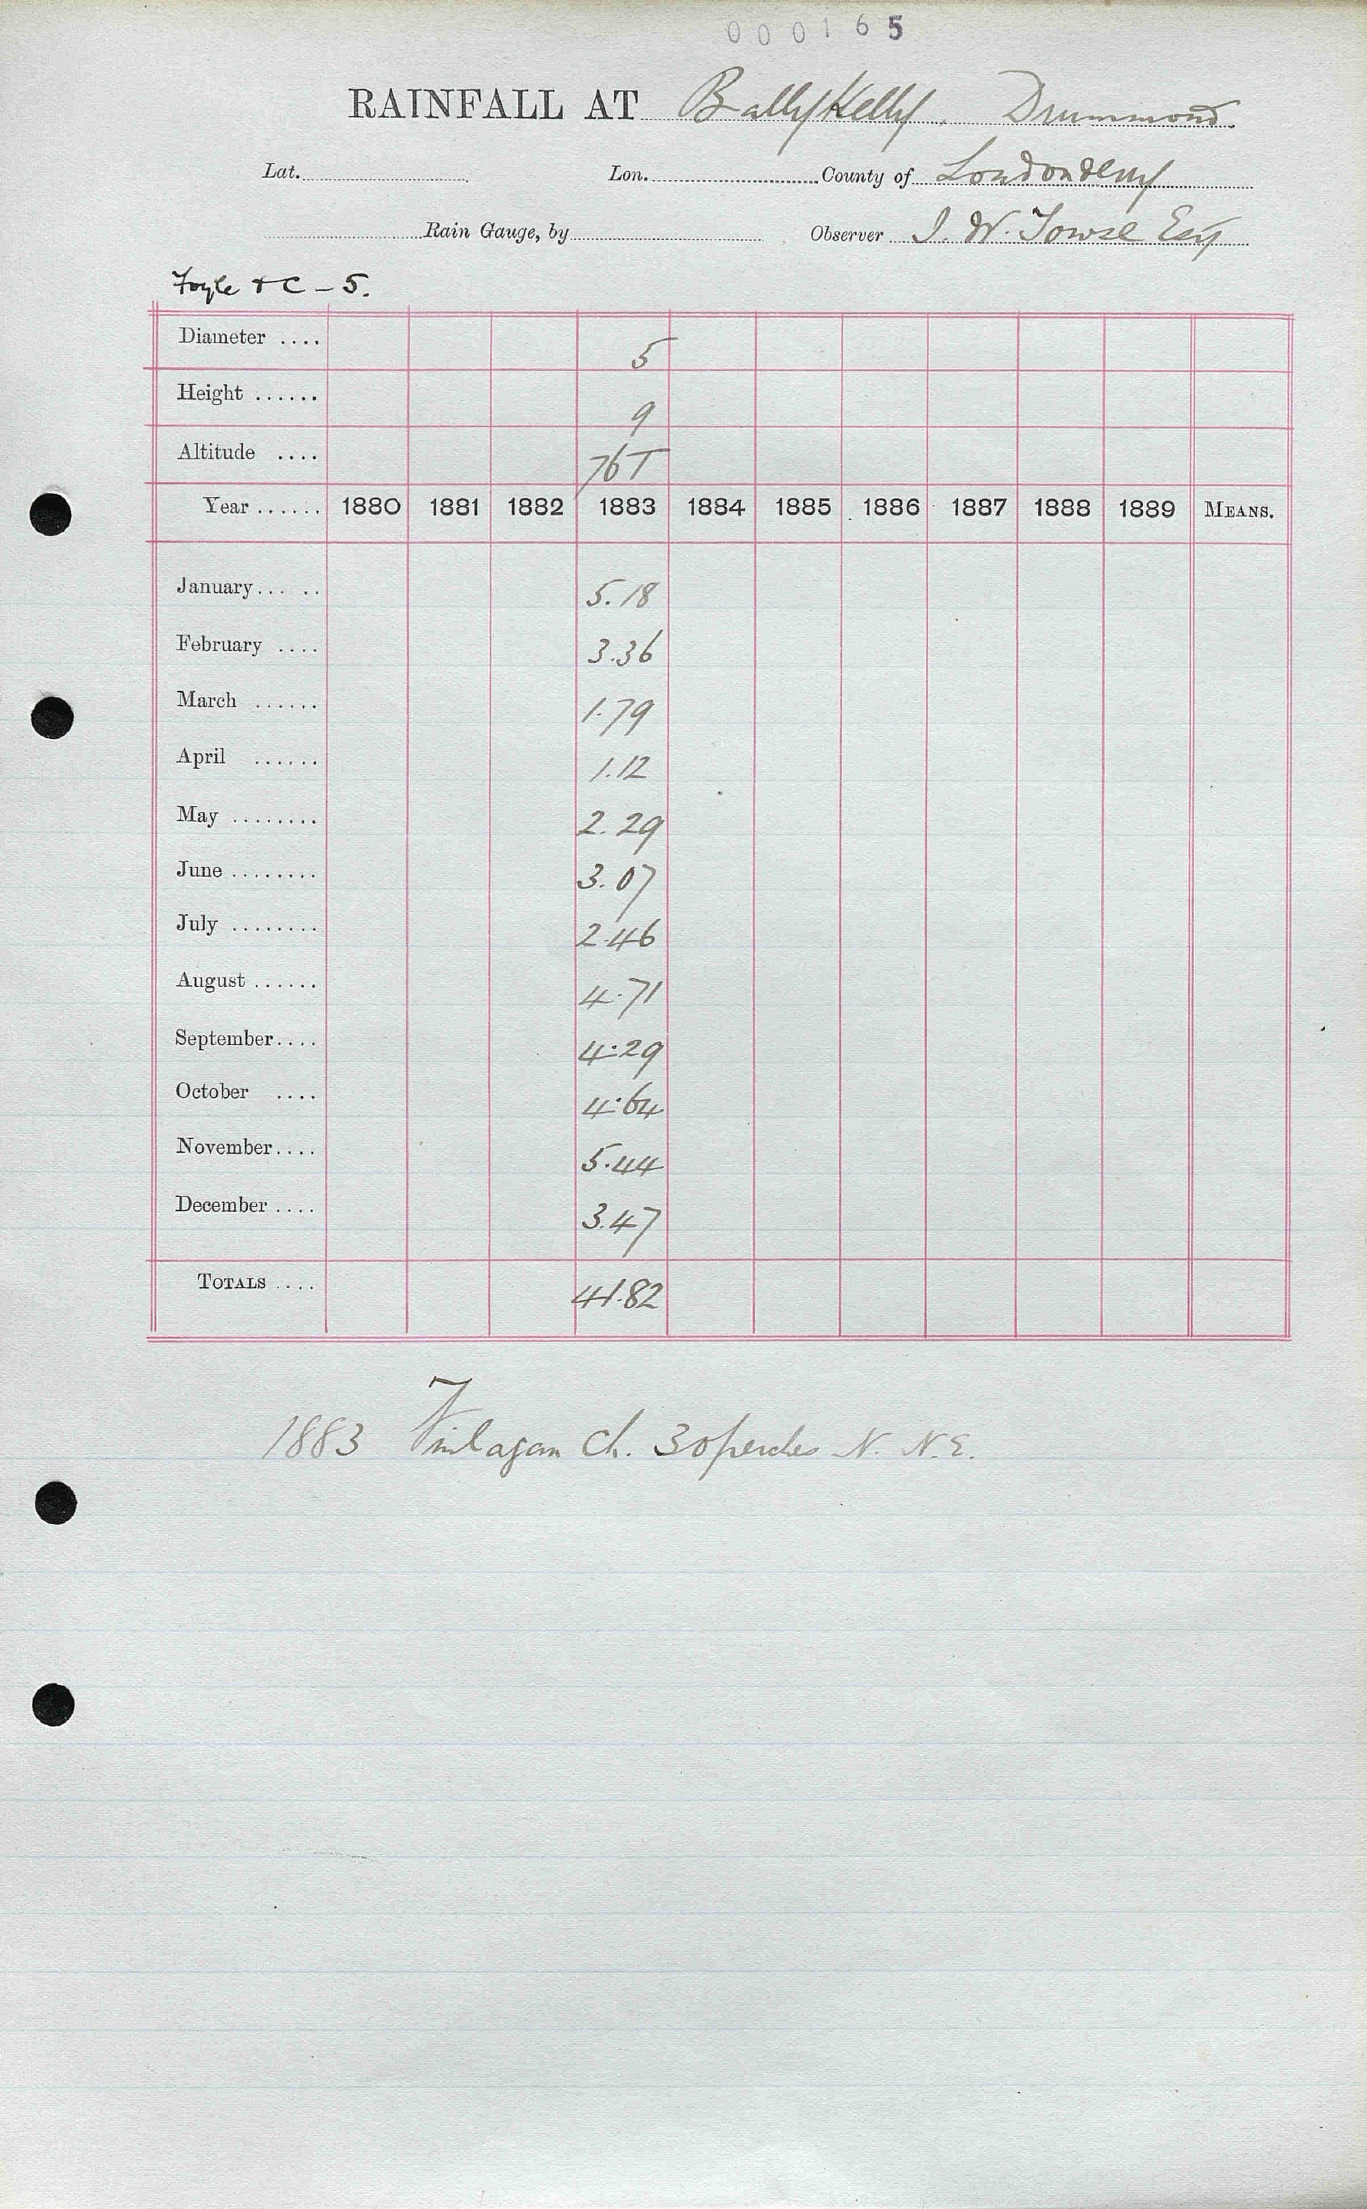 000165
RAINFALL AT Ballykelly. Drummond.
Lat. Lon. County of Londonderry
Rain Gauge, by Observer J. W. Towse Esq
Foyle & C – 5.
Diameter .... 5
Height ...... 9
Altitude .... 76T
Year ...... 1880 1881 1882 1883 1884 1885 1886 1887 1888 1889 MEANS.
January... .. 5.18
February .... 3.36
March ...... 1.79
April ...... 1.12
May ........ 2.29
June ........ 3.07
July ........ 2.46
August ...... 4.71
September.... 4.29
October .... 4.64
November.... 5.44
December .... 3.47
TOTALS .... 41.82
1883 Finlagan Ch. 30 perches N. N.E.